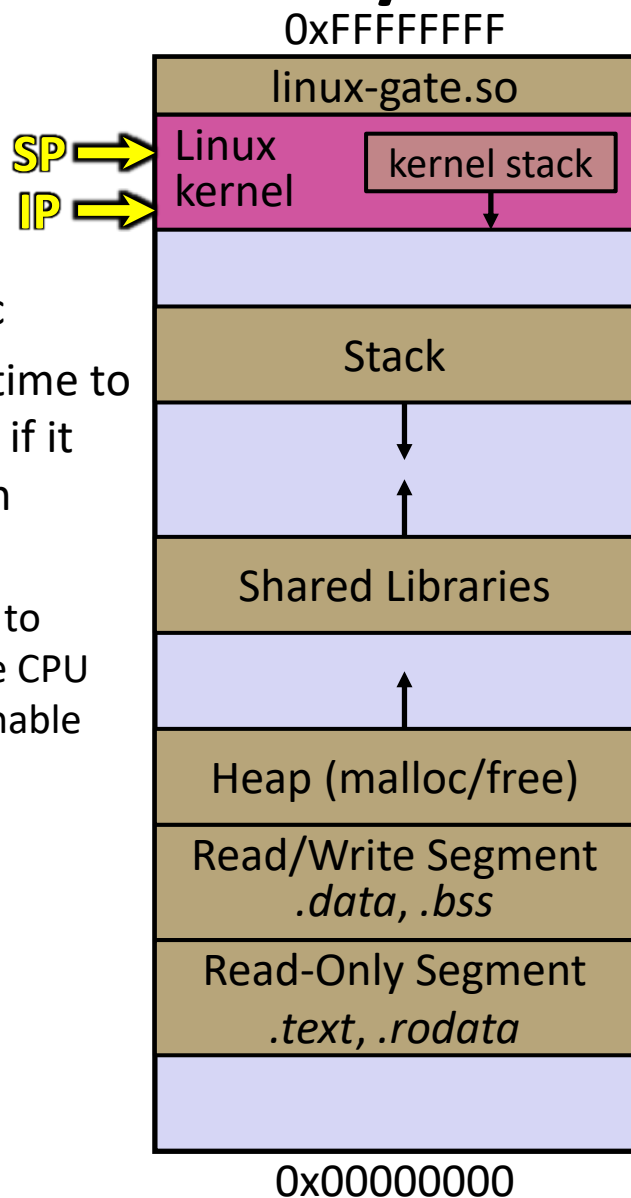 0xFFFFFFFF
linux-gate.so
SP
Linux
kernel
kernel stack
IP
time to
if it
Stack
to
e CPU
nable
Shared Libraries
Heap (malloc/free)
Read/Write Segment
.data, .bss
Read-Only Segment
.text, .rodata
0x00000000